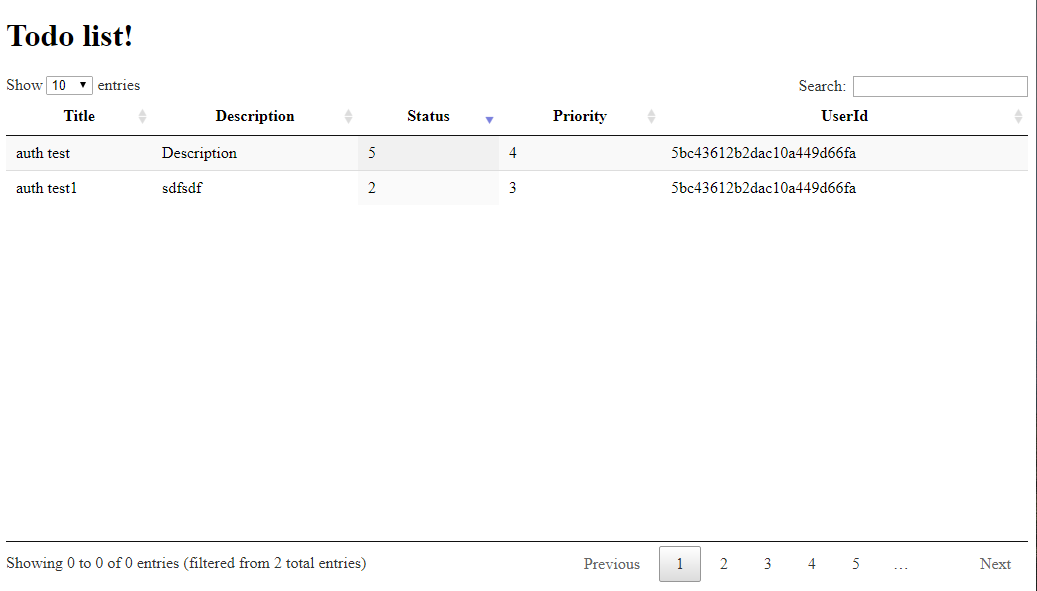 Todo list!
Show 10 entries Search:
Title Description Status Priority UserId
auth test Description 5 4 5bc43612b2dac10a449d66fa
auth test1 sdfsdf 2 3 5bc43612b2dac10a449d66fa
Showing 0 to 0 of 0 entries (filtered from 2 total entries) Previous 1 2 3 4 5 … Next